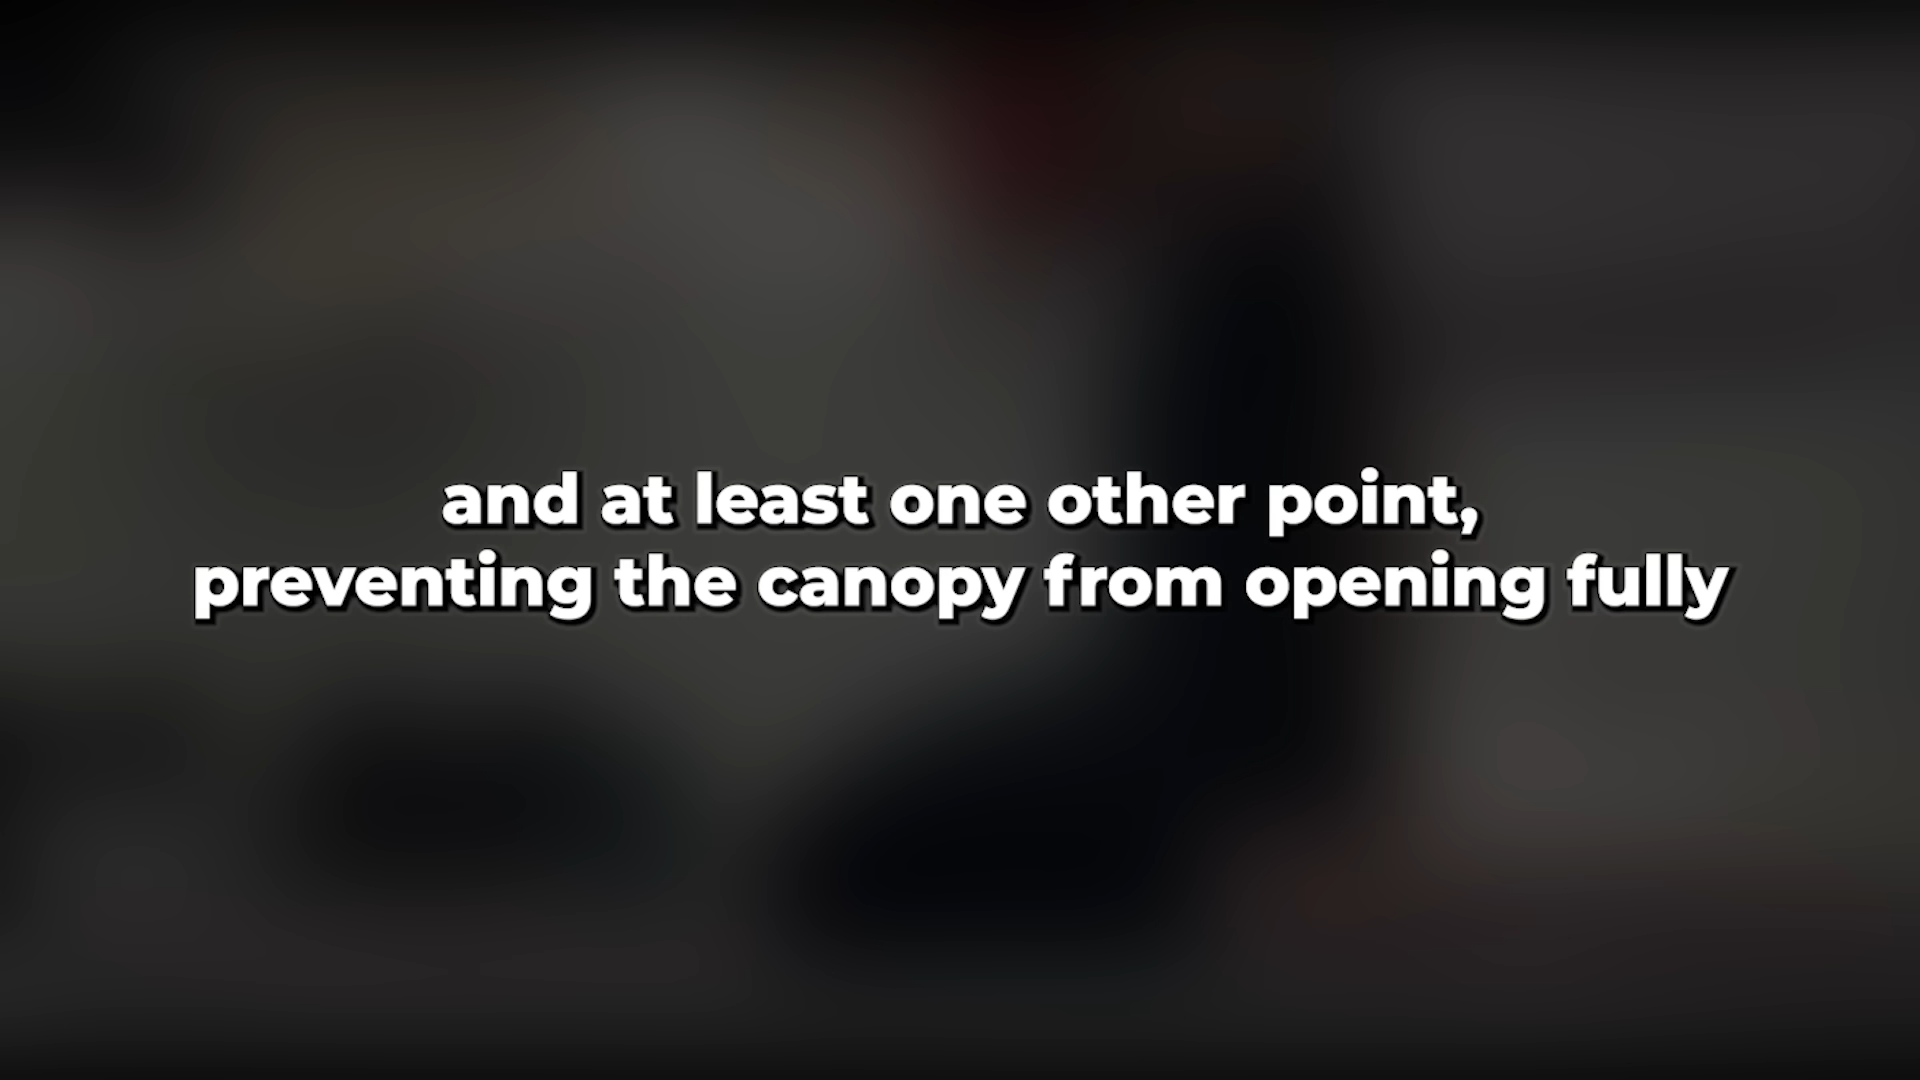 and at least one other point,
preventing the canopy from opening fully